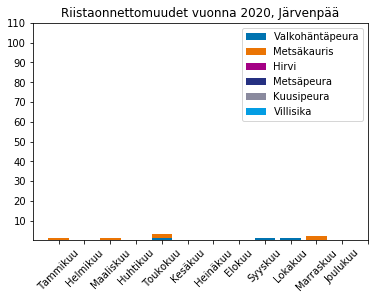 Riistaonnettomuudet vuonna 2020, Järvenpää
110
100
90
80
70
60
50
40
30
20
10
Valkohäntäpeura
Metsäkauris
Hirvi
Metsäpeura
Kuusipeura
Villisika
Tammikuu
Helmikuu
Maaliskuu
Huhtikuu
Toukokuu
Kesäkuu
Heinäkuu
Elokuu
Syyskuu
Lokakuu
Marraskuu
Joulukuu